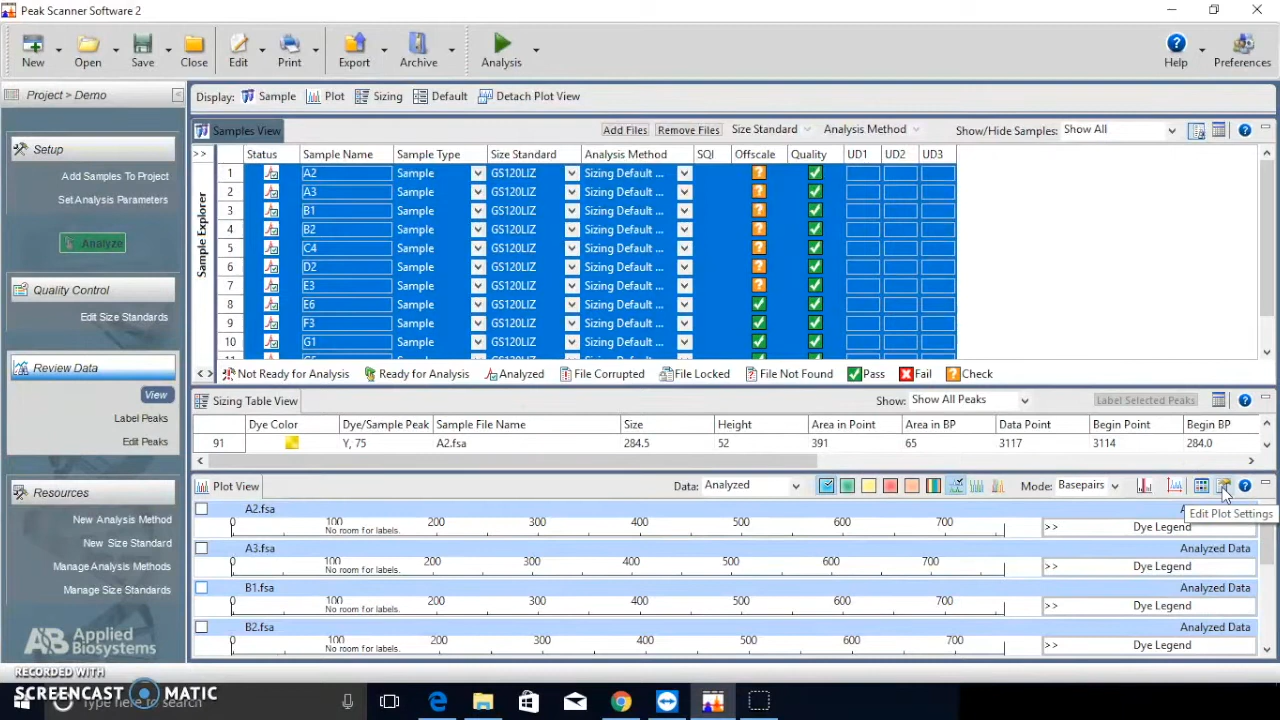 Peak Scanner Software 2
New Open Save Close Edit Print Export Archive Analysis Help Preferences
Project > Demo
Setup
Add Samples To Project
Set Analysis Parameters
Analyze
Quality Control
Edit Size Standards
Review Data
View
Label Peaks
Edit Peaks
Resources
New Analysis Method
New Size Standard
Manage Analysis Methods
Manage Size Standards
AB Applied Biosystems
Display: Sample Plot Sizing Default Detach Plot View
Samples View Add Files Remove Files Size Standard Analysis Method Show/Hide Samples: Show All
>> Status Sample Name Sample Type Size Standard Analysis Method SQI Offscale Quality UD1 UD2 UD3
Sample Explorer
1 A2 Sample GS120LIZ Sizing Default ...
2 A3 Sample GS120LIZ Sizing Default ...
3 B1 Sample GS120LIZ Sizing Default ...
4 B2 Sample GS120LIZ Sizing Default ...
5 C4 Sample GS120LIZ Sizing Default ...
6 D2 Sample GS120LIZ Sizing Default ...
7 E3 Sample GS120LIZ Sizing Default ...
8 E6 Sample GS120LIZ Sizing Default ...
9 F3 Sample GS120LIZ Sizing Default ...
10 G1 Sample GS120LIZ Sizing Default ...
Not Ready for Analysis Ready for Analysis Analyzed File Corrupted File Locked File Not Found Pass Fail Check
Sizing Table View Show: Show All Peaks Label Selected Peaks
Dye Color Dye/Sample Peak Sample File Name Size Height Area in Point Area in BP Data Point Begin Point Begin BP
91 Y, 75 A2.fsa 284.5 52 391 65 3117 3114 284.0
Plot View Data: Analyzed Mode: Basepairs
Edit Plot Settings
A2.fsa
0 100 200 300 400 500 600 700
No room for labels.
>> Dye Legend
A3.fsa Analyzed Data
0 100 200 300 400 500 600 700
No room for labels.
>> Dye Legend
B1.fsa Analyzed Data
0 100 200 300 400 500 600 700
No room for labels.
>> Dye Legend
B2.fsa Analyzed Data
0 100 200 300 400 500 600 700
No room for labels.
>> Dye Legend
RECORDED WITH
SCREENCAST MATIC
Type here to search